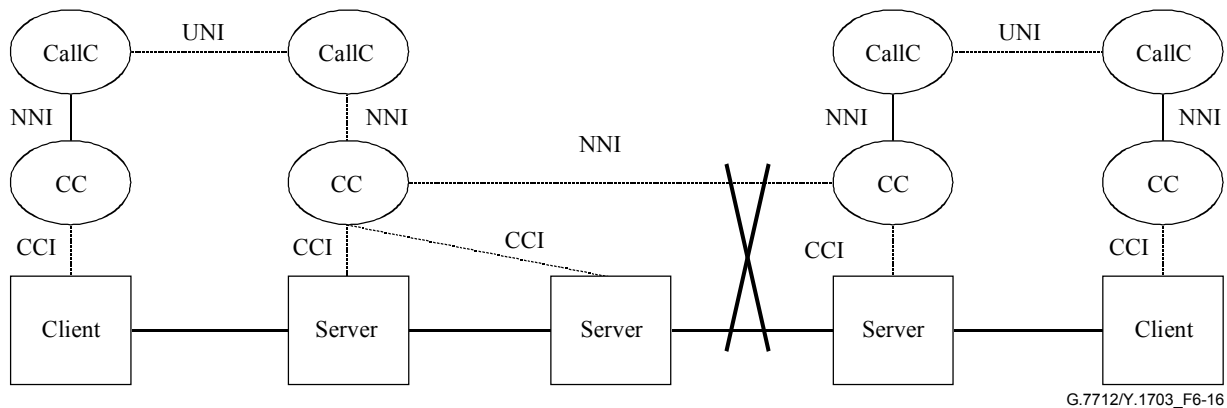 UNI
UNI
CallC
CallC
CallC
CallC
NNI
NNI
NNI
NNI
NNI
CC
CC
CC
CC
CCI
CCI
CCI
CCI
CCI
Client
Server
Server
Server
Client
G.7712/Y.1703_F6-16